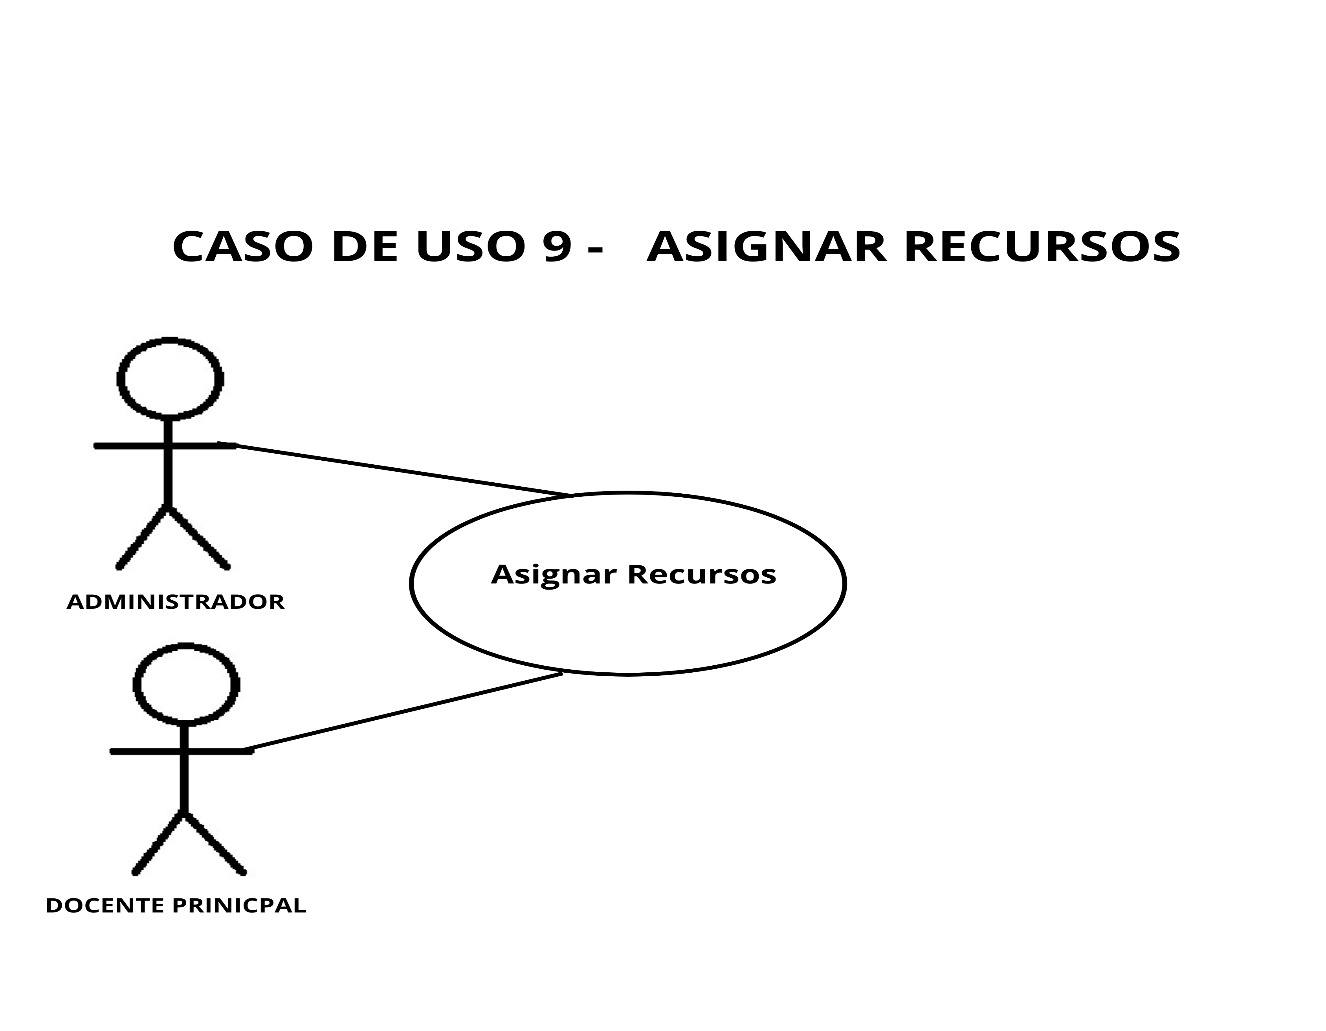 CASO DE USO 9 - ASIGNAR RECURSOS
Asignar Recursos
ADMINISTRADOR
DOCENTE PRINICPAL